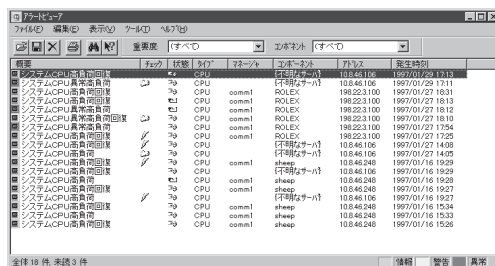 アラートビューア
ファイル(F) 編集(E) 表示(V) ツール(T) ヘルプ(H)
重要度 (すべて) コンポーネント (すべて)
概要 チェック 状態 タイプ マネージャ コンポーネント アドレス 発生時刻
システムCPU高負荷回復 CPU {不明なサーバ} 10.8.46.106 1997/01/29 17:13
システムCPU異常高負荷 CPU {不明なサーバ} 10.8.46.106 1997/01/29 17:11
システムCPU高負荷回復 CPU comm1 ROLEX 198.22.3.100 1997/01/27 18:31
システムCPU異常高負荷 CPU comm1 ROLEX 198.22.3.100 1997/01/27 18:13
システムCPU異常高負荷 CPU comm1 ROLEX 198.22.3.100 1997/01/27 18:12
システムCPU異常高負荷回復 CPU comm1 ROLEX 198.22.3.100 1997/01/27 18:10
システムCPU異常高負荷 CPU comm1 ROLEX 198.22.3.100 1997/01/27 17:54
システムCPU高負荷回復 CPU comm1 ROLEX 198.22.3.100 1997/01/27 17:25
システムCPU高負荷回復 CPU {不明なサーバ} 10.8.46.106 1997/01/27 14:08
システムCPU高負荷 CPU {不明なサーバ} 10.8.46.106 1997/01/27 14:05
システムCPU高負荷回復 CPU comm1 sheep 10.8.46.248 1997/01/16 19:29
システムCPU高負荷回復 CPU {不明なサーバ} 10.8.46.106 1997/01/16 19:29
システムCPU高負荷 CPU comm1 sheep 10.8.46.248 1997/01/16 19:28
システムCPU高負荷回復 CPU comm1 sheep 10.8.46.248 1997/01/16 19:27
システムCPU高負荷 CPU {不明なサーバ} 10.8.46.106 1997/01/16 19:27
システムCPU高負荷回復 CPU comm1 sheep 10.8.46.248 1997/01/16 15:34
システムCPU高負荷 CPU comm1 sheep 10.8.46.248 1997/01/16 15:33
システムCPU高負荷回復 CPU comm1 sheep 10.8.46.248 1997/01/16 15:26
全体 18 件, 未読 3 件 情報 警告 異常